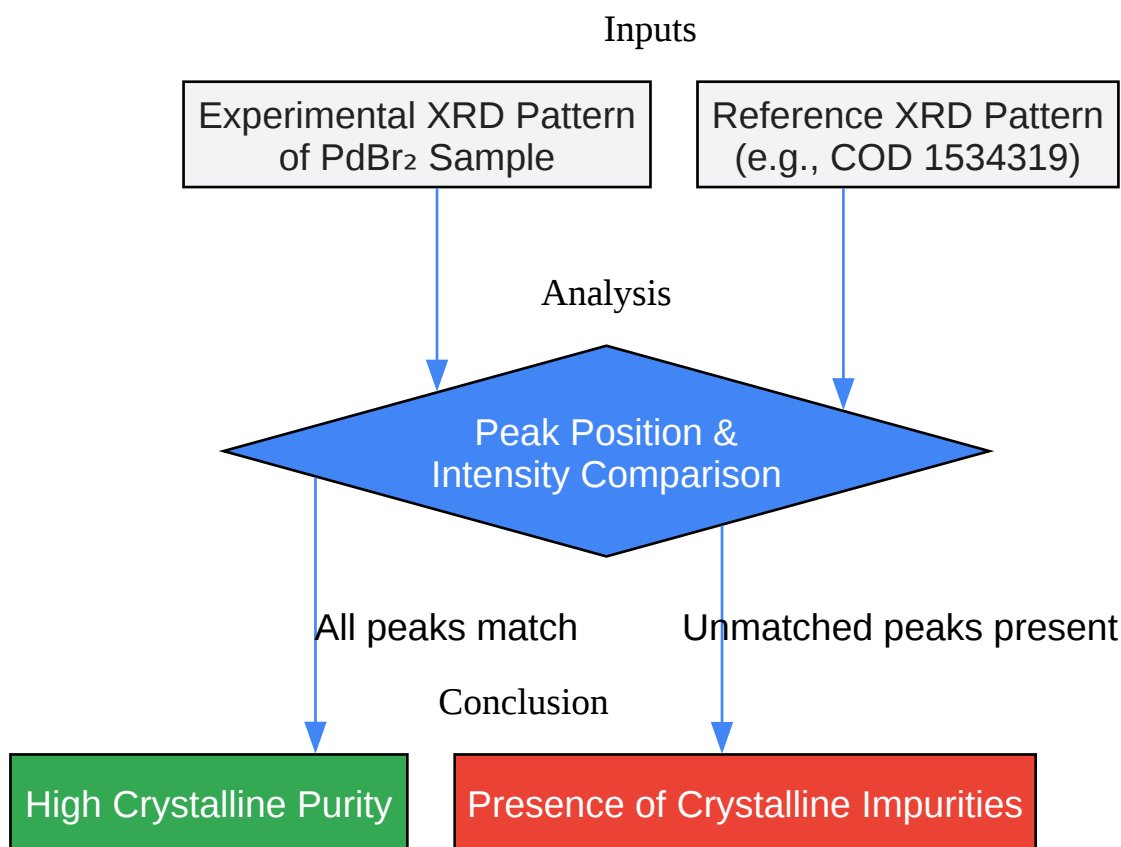 Inputs
Experimental XRD Pattern
of PdBr₂ Sample
Reference XRD Pattern
(e.g., COD 1534319)
Analysis
Peak Position &
Intensity Comparison
All peaks match
Unmatched peaks present
Conclusion
High Crystalline Purity
Presence of Crystalline Impurities